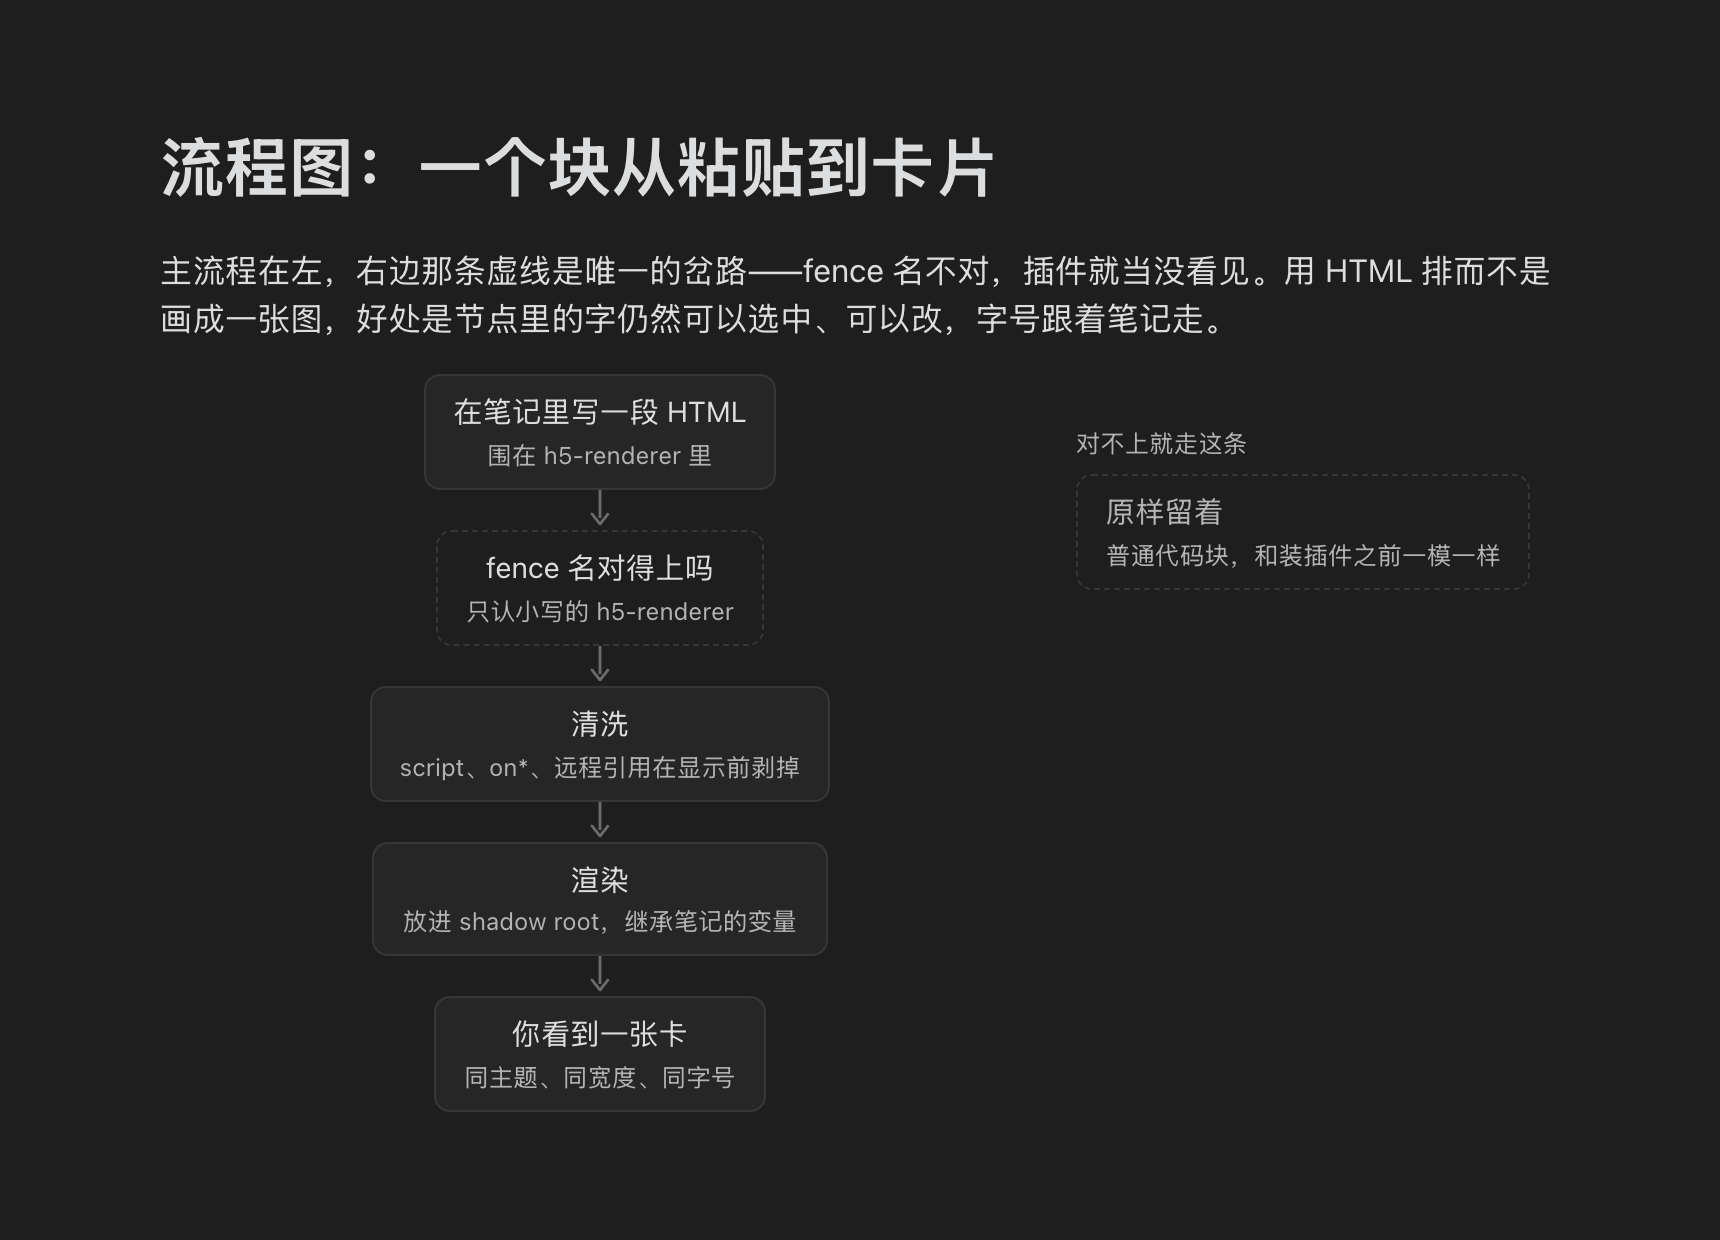 流程图：一个块从粘贴到卡片
主流程在左，右边那条虚线是唯一的岔路——fence 名不对，插件就当没看见。用 HTML 排而不是
画成一张图，好处是节点里的字仍然可以选中、可以改，字号跟着笔记走。
在笔记里写一段 HTML
围在 h5-renderer 里
fence 名对得上吗
只认小写的 h5-renderer
清洗
script、on*、远程引用在显示前剥掉
渲染
放进 shadow root，继承笔记的变量
你看到一张卡
同主题、同宽度、同字号
对不上就走这条
原样留着
普通代码块，和装插件之前一模一样